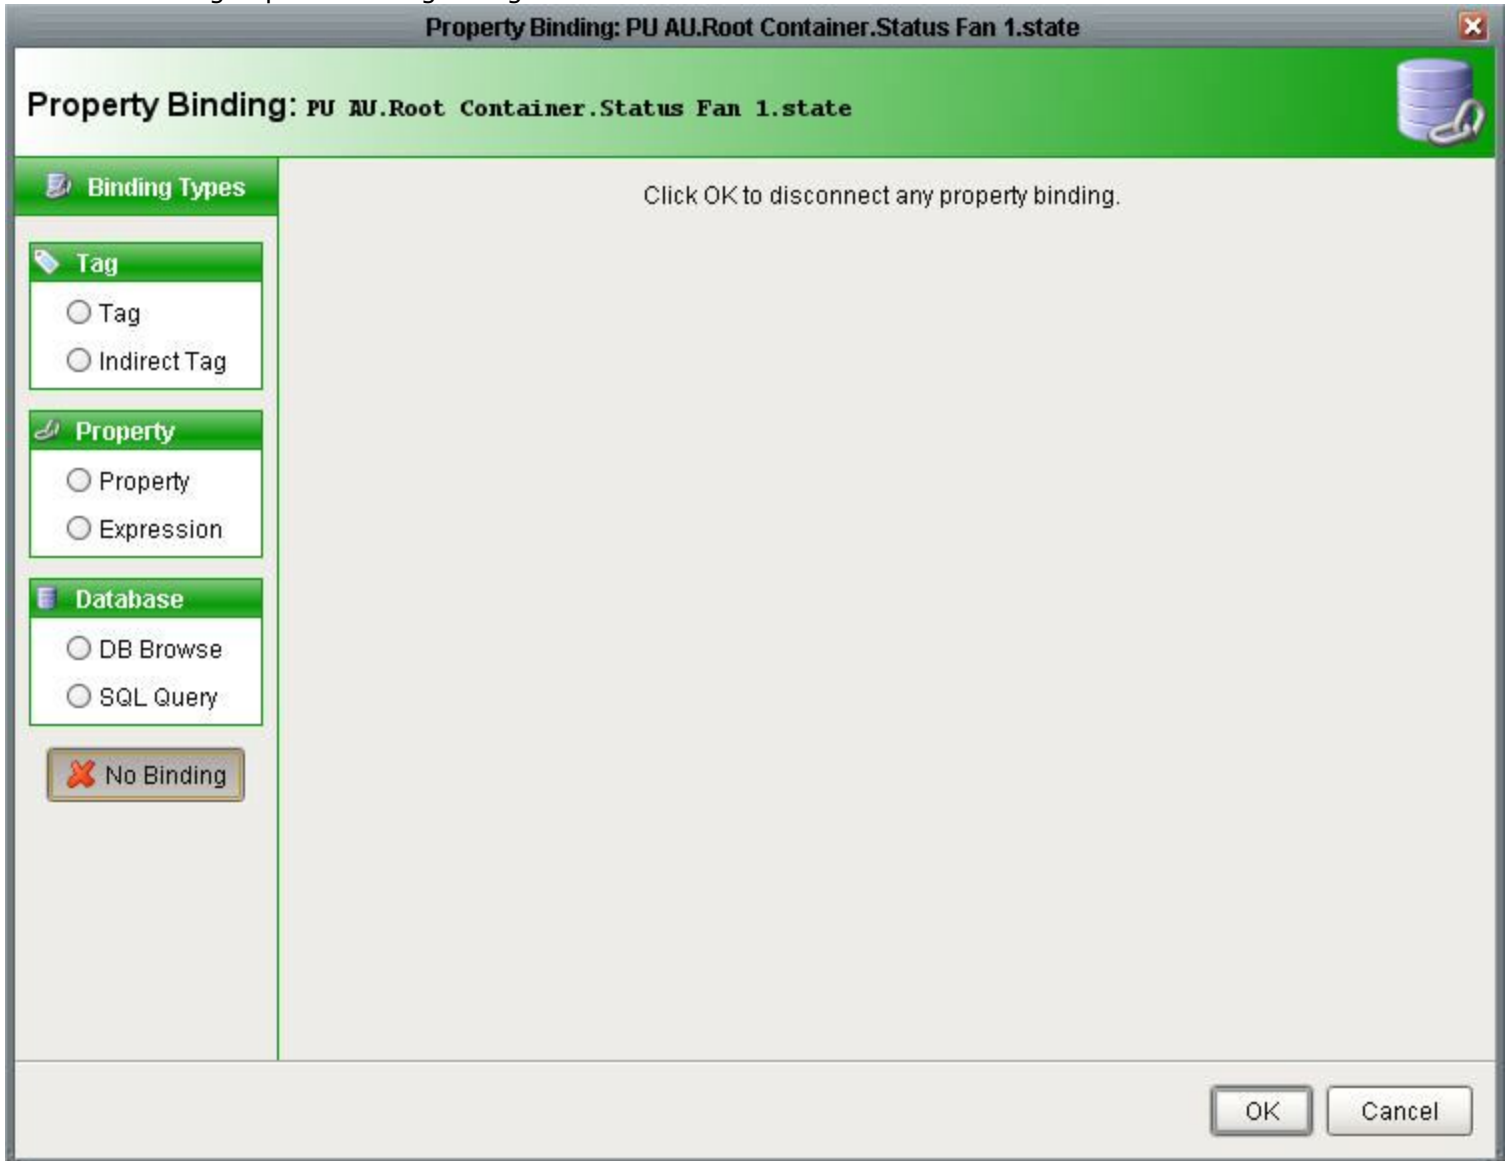 Property Binding: PU AU.Root Container.Status Fan 1.state
Property Binding: PU AU.Root Container.Status Fan 1.state
Binding Types
Click OK to disconnect any property binding.
Tag
Tag
Indirect Tag
Property
Property
Expression
Database
DB Browse
SQL Query
No Binding
OK
Cancel